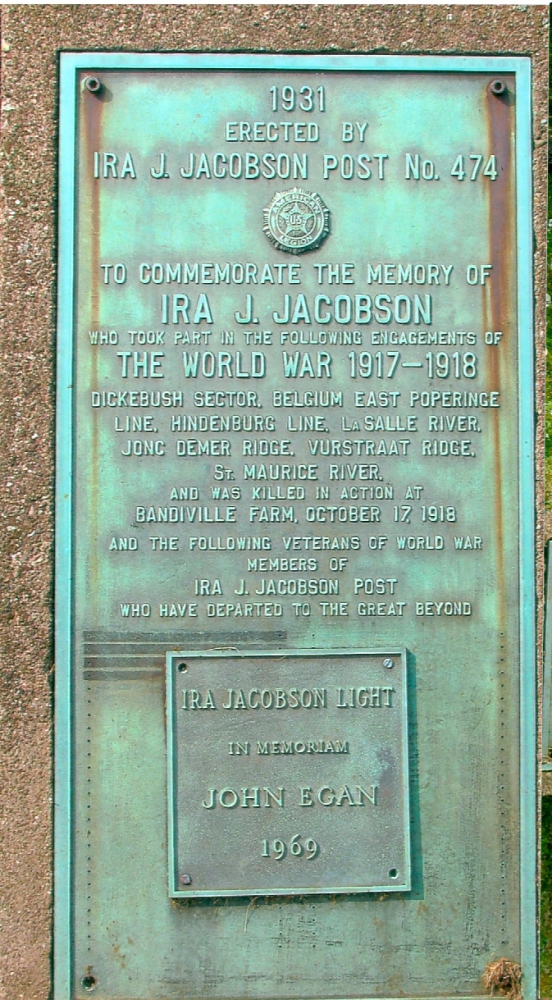 1931
ERECTED BY
IRA J. JACOBSON POST No. 474
AMERICAN
U.S
LEGION
TO COMMEMORATE THE MEMORY OF
IRA J. JACOBSON
WHO TOOK PART IN THE FOLLOWING ENGAGEMENTS OF
THE WORLD WAR 1917—1918
DICKEBUSH SECTOR, BELGIUM EAST POPERINGE
LINE, HINDENBURG LINE, LA SALLE RIVER,
JONC DEMER RIDGE, VURSTRAAT RIDGE,
ST. MAURICE RIVER,
AND WAS KILLED IN ACTION AT
BANDIVILLE FARM, OCTOBER 17, 1918
AND THE FOLLOWING VETERANS OF WORLD WAR
MEMBERS OF
IRA J. JACOBSON POST
WHO HAVE DEPARTED TO THE GREAT BEYOND
IRA JACOBSON LIGHT
IN MEMORIAM
JOHN EGAN
1969